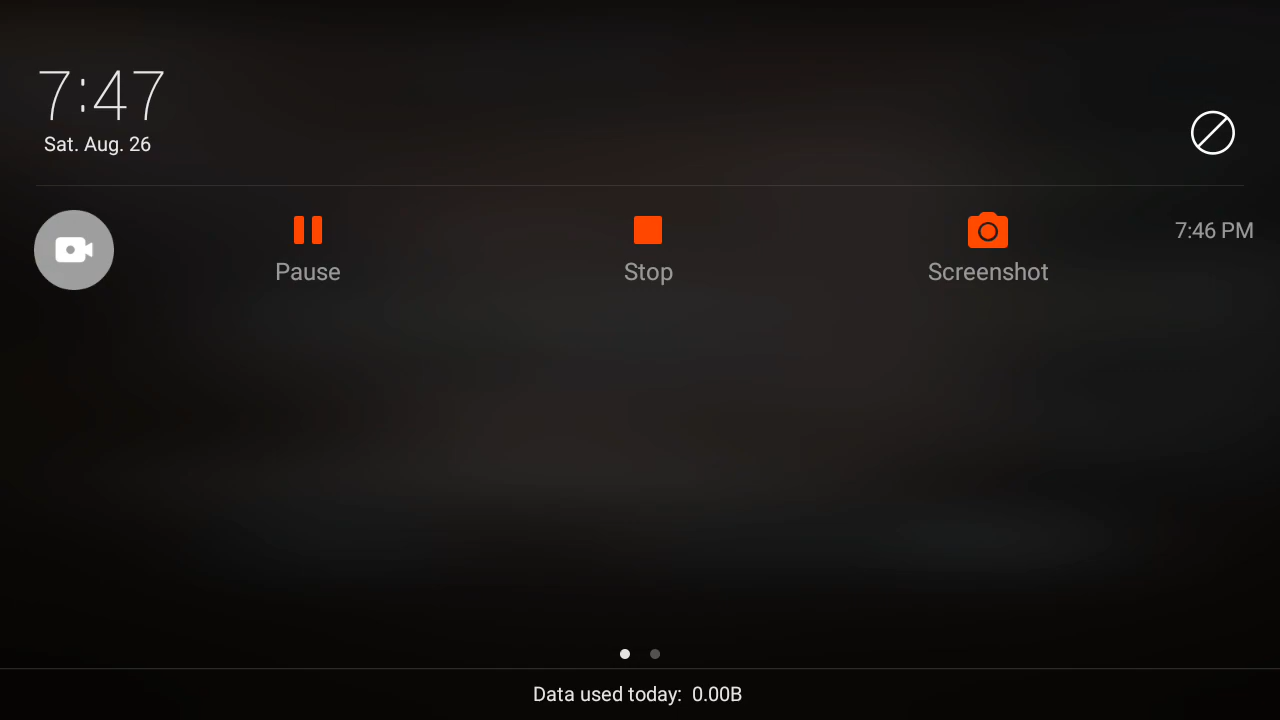 7:47
Sat. Aug. 26
7:46 PM
Pause
Stop
Screenshot
Data used today: 0.00B